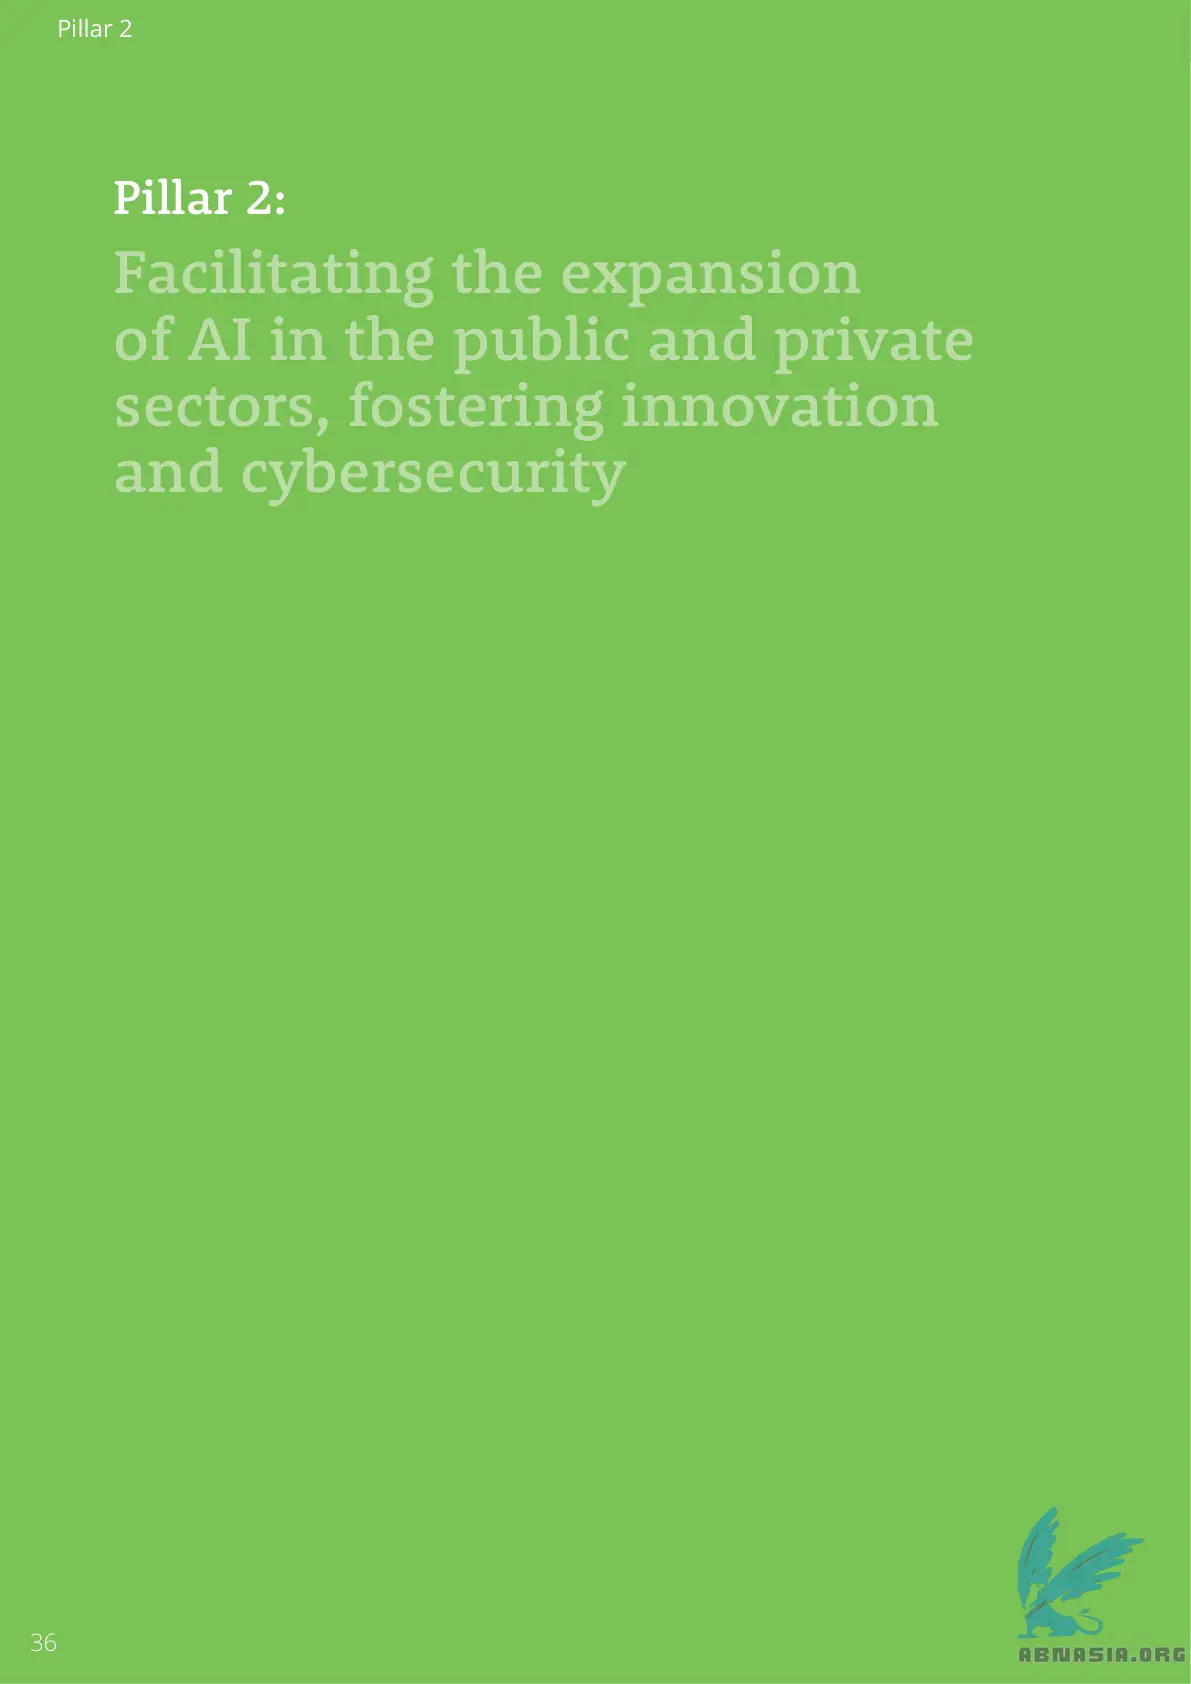 Pillar 2
Pillar 2:
Facilitating the expansion
of AI in the public and private
sectors, fostering innovation
and cybersecurity
36
ABNASIA.ORG